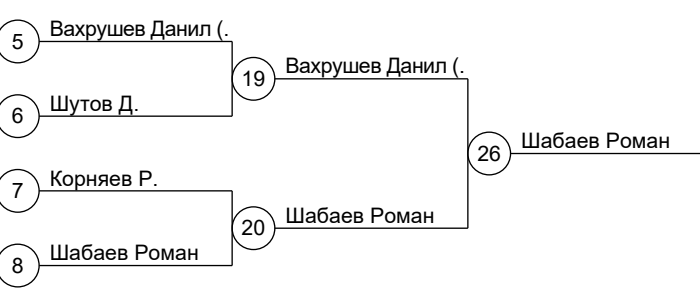 5 Вахрушев Данил (.
19 Вахрушев Данил (.
6 Шутов Д.
26 Шабаев Роман
7 Корняев Р.
20 Шабаев Роман
8 Шабаев Роман